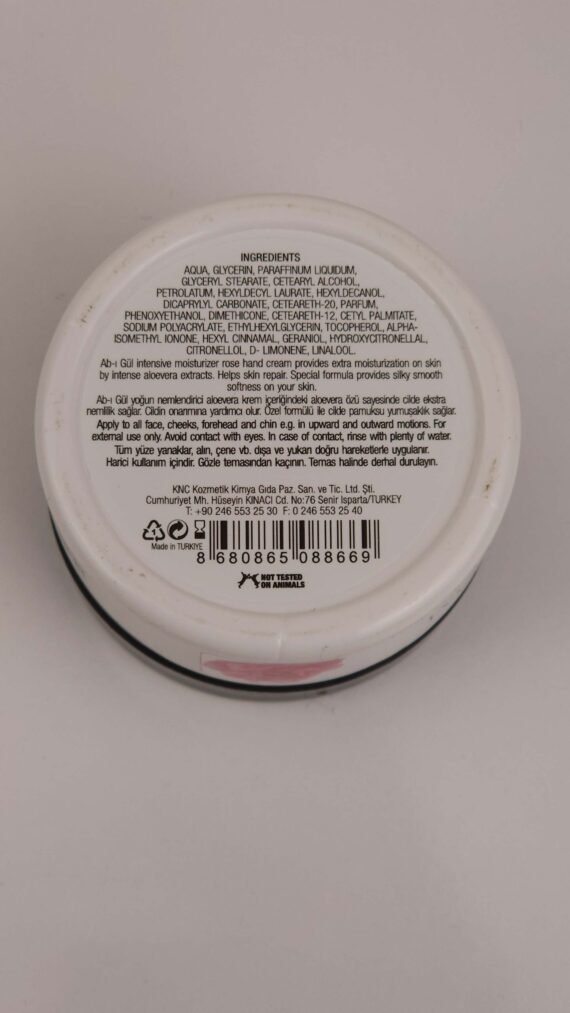 INGREDIENTS
AQUA, GLYCERIN, PARAFFINUM LIQUIDUM,
GLYCERYL STEARATE, CETEARYL ALCOHOL,
PETROLATUM, HEXYLDECYL LAURATE, HEXYLDECANOL,
DICAPRYLYL CARBONATE, CETEARETH-20, PARFUM,
PHENOXYETHANOL, DIMETHICONE, CETEARETH-12, CETYL PALMITATE,
SODIUM POLYACRYLATE, ETHYLHEXYLGLYCERIN, TOCOPHEROL, ALPHA-
ISOMETHYL IONONE, HEXYL CINNAMAL, GERANIOL, HYDROXYCITRONELLAL,
CITRONELLOL, D- LIMONENE, LINALOOL.
Ab-ı Gül intensive moisturizer rose hand cream provides extra moisturization on skin
by intense aloevera extracts. Helps skin repair. Special formula provides silky smooth
softness on your skin.
Ab-ı Gül yoğun nemlendirici aloevera krem içeriğindeki aloevera özü sayesinde cilde ekstra
nemlilik sağlar. Cildin onarımına yardımcı olur. Özel formülü ile cilde pamuksu yumuşaklık sağlar.
Apply to all face, cheeks, forehead and chin e.g. in upward and outward motions. For
external use only. Avoid contact with eyes. In case of contact, rinse with plenty of water.
Tüm yüze yanaklar, alın, çene vb. dışa ve yukarı doğru hareketlerle uygulanır.
Harici kullanım içindir. Gözle temasından kaçının. Temas halinde derhal durulayın.
KNC Kozmetik Kimya Gıda Paz. San. ve Tic. Ltd. Şti.
Cumhuriyet Mh. Hüseyin KINACI Cd. No:76 Senir Isparta/TURKEY
T: +90 246 553 25 30 F: 0 246 553 25 40
Made in TURKIYE
8 680865 088669
NOT TESTED
ON ANIMALS